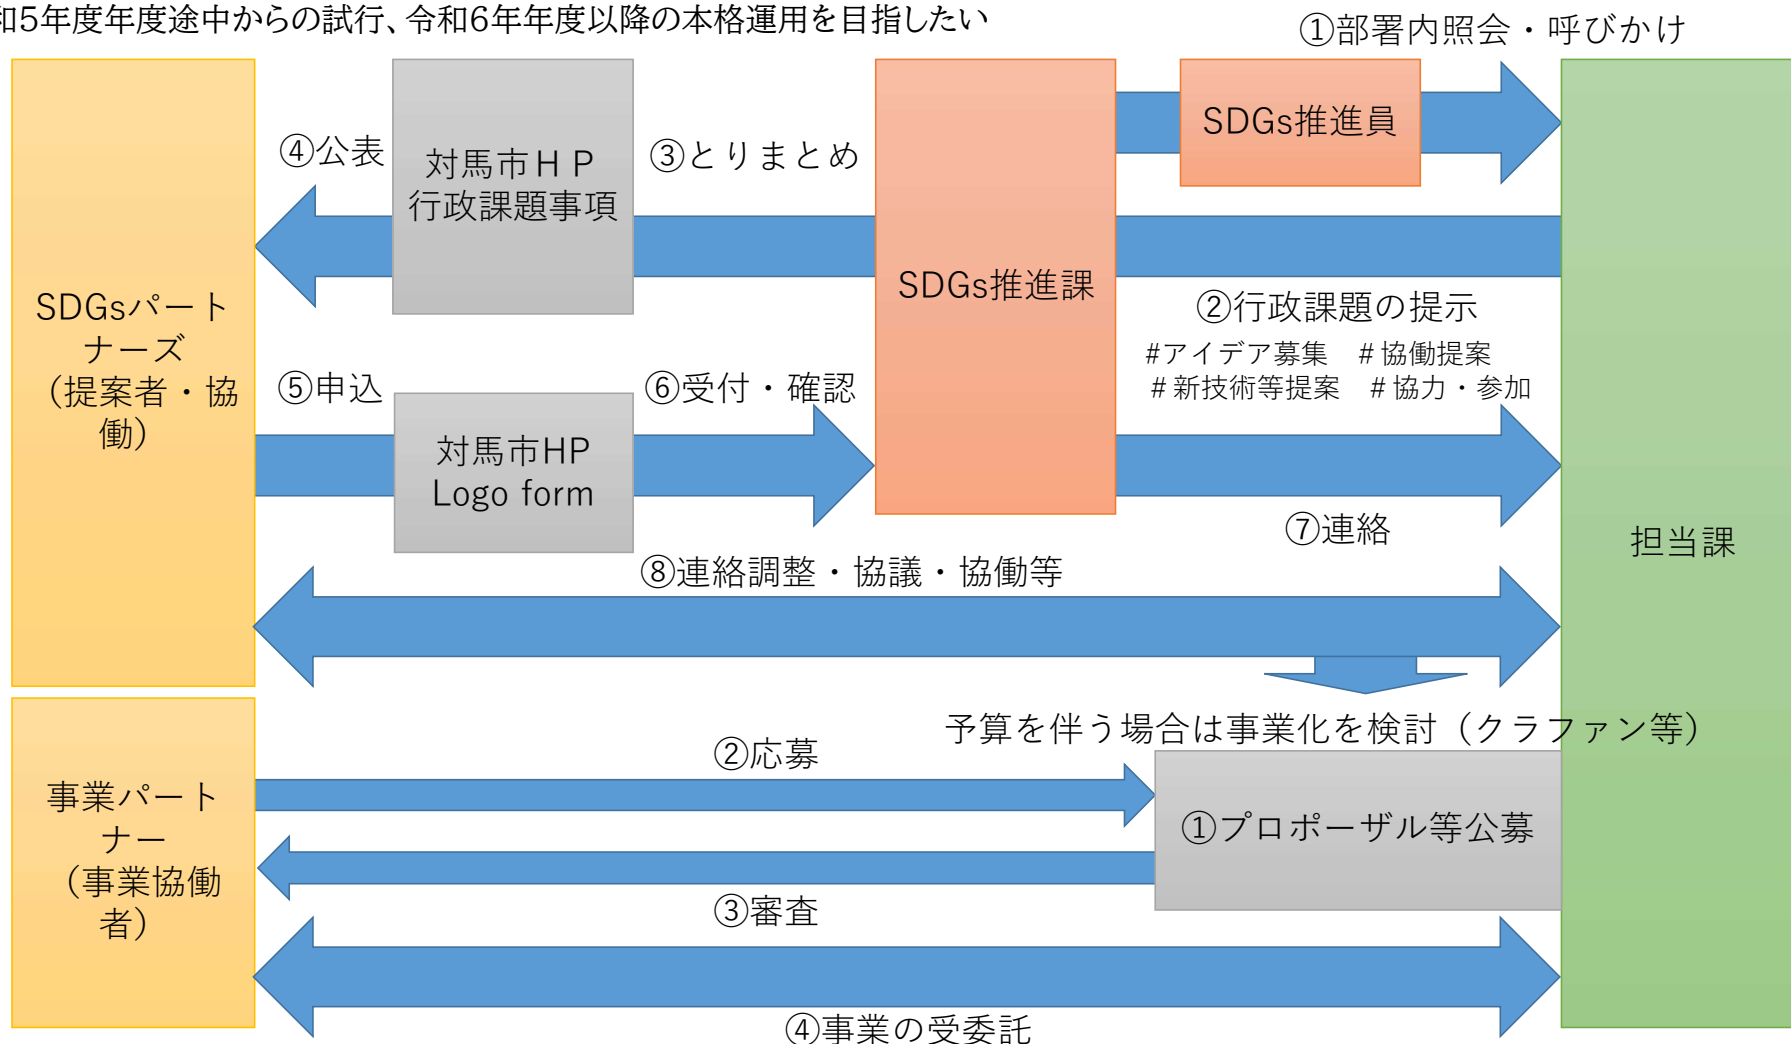 和5年度年度途中からの試行、令和6年年度以降の本格運用を目指したい
①部署内照会・呼びかけ
SDGs推進員
④公表
対馬市ＨＰ
行政課題事項
③とりまとめ
SDGs推進課
SDGsパート
ナーズ
（提案者・協
働）
②行政課題の提示
#アイデア募集　＃協働提案
＃新技術等提案　＃協力・参加
⑤申込
対馬市HP
Logo form
⑥受付・確認
⑦連絡
担当課
⑧連絡調整・協議・協働等
予算を伴う場合は事業化を検討（クラファン等）
事業パート
ナー
（事業協働
者）
②応募
①プロポーザル等公募
③審査
④事業の受委託